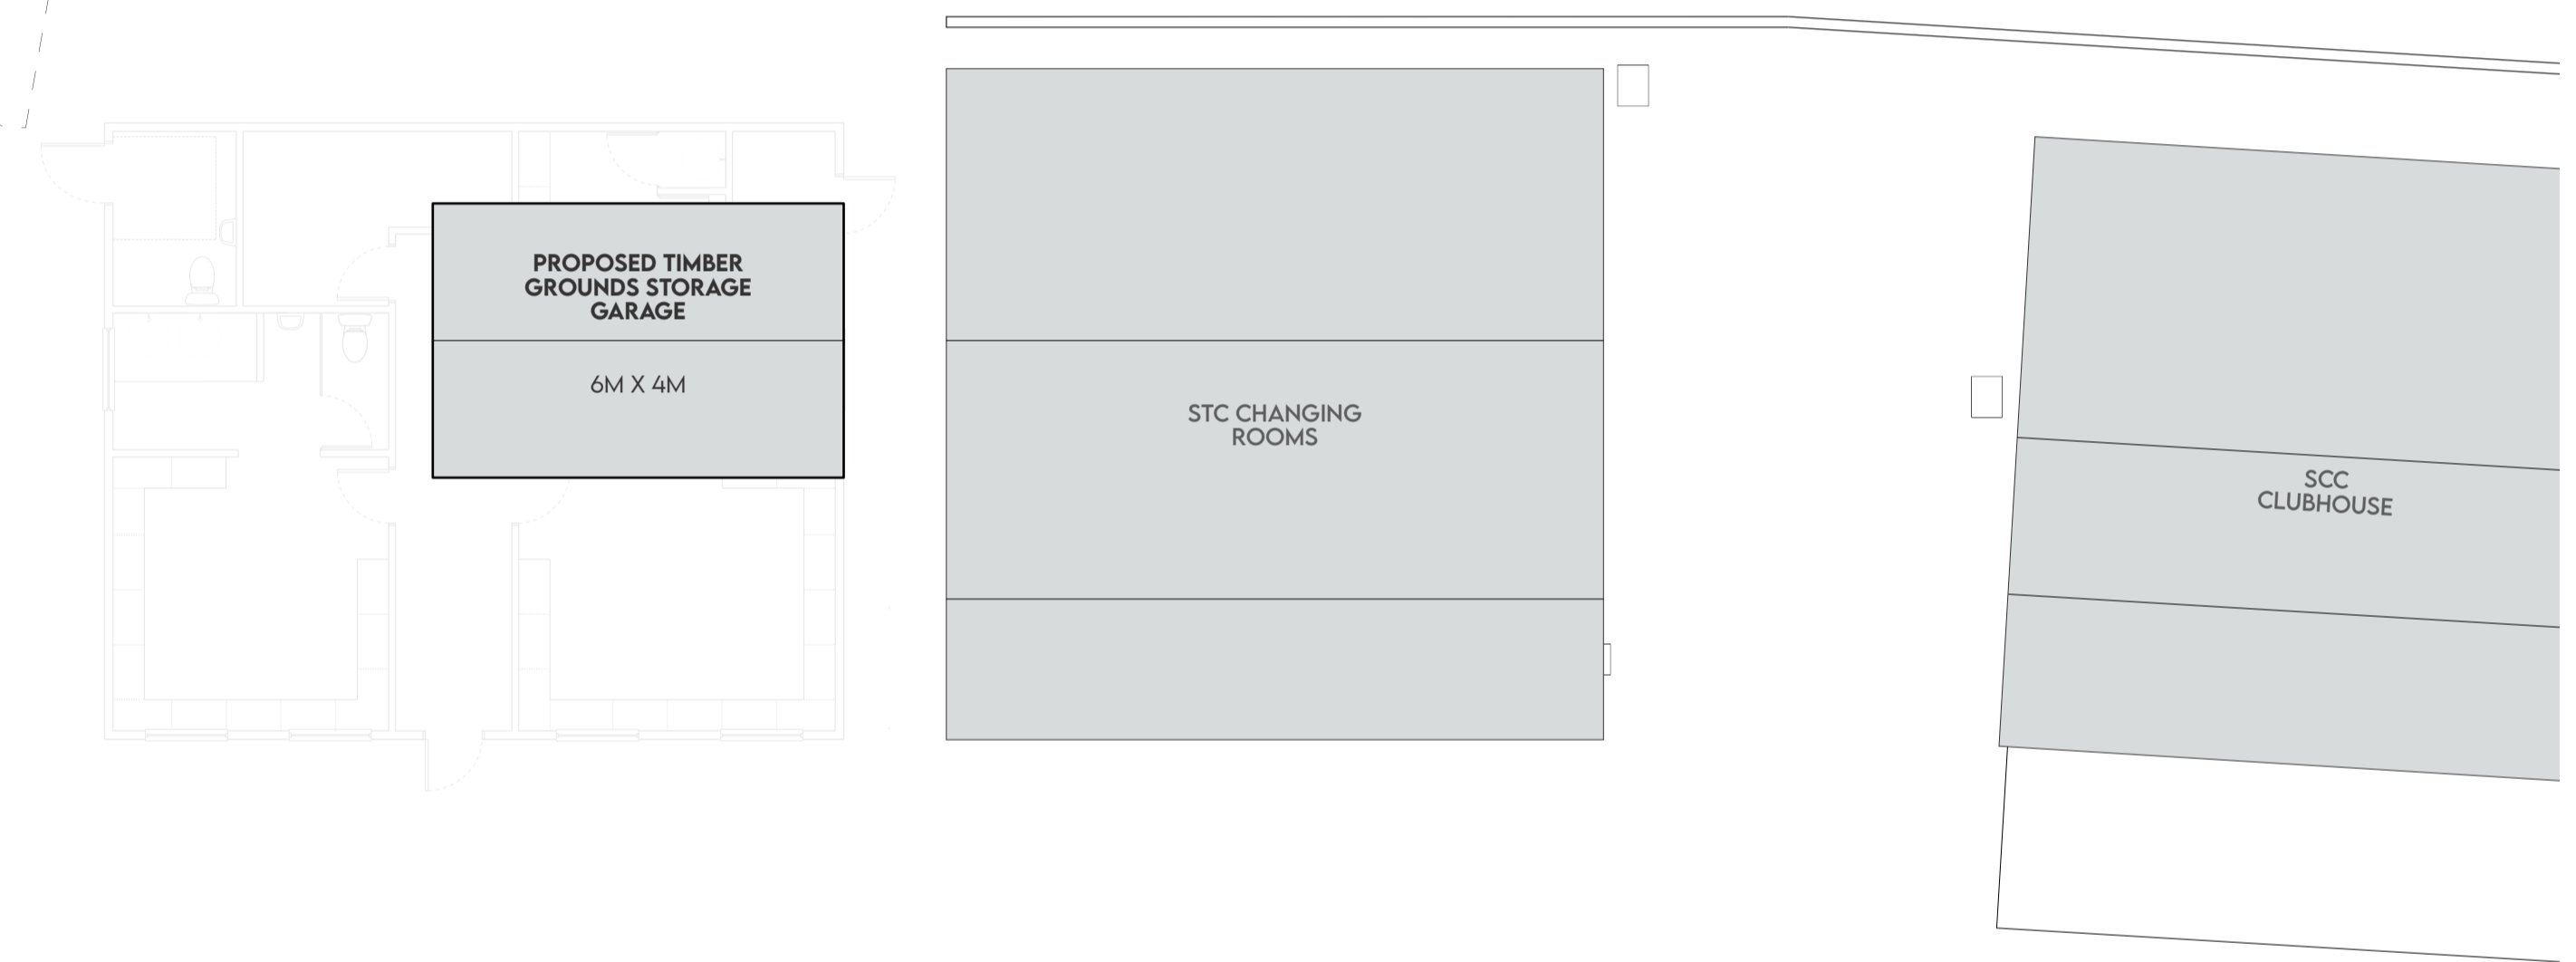 PROPOSED TIMBER
GROUNDS STORAGE
GARAGE
6M X 4M
STC CHANGING
ROOMS
SCC
CLUBHOUSE